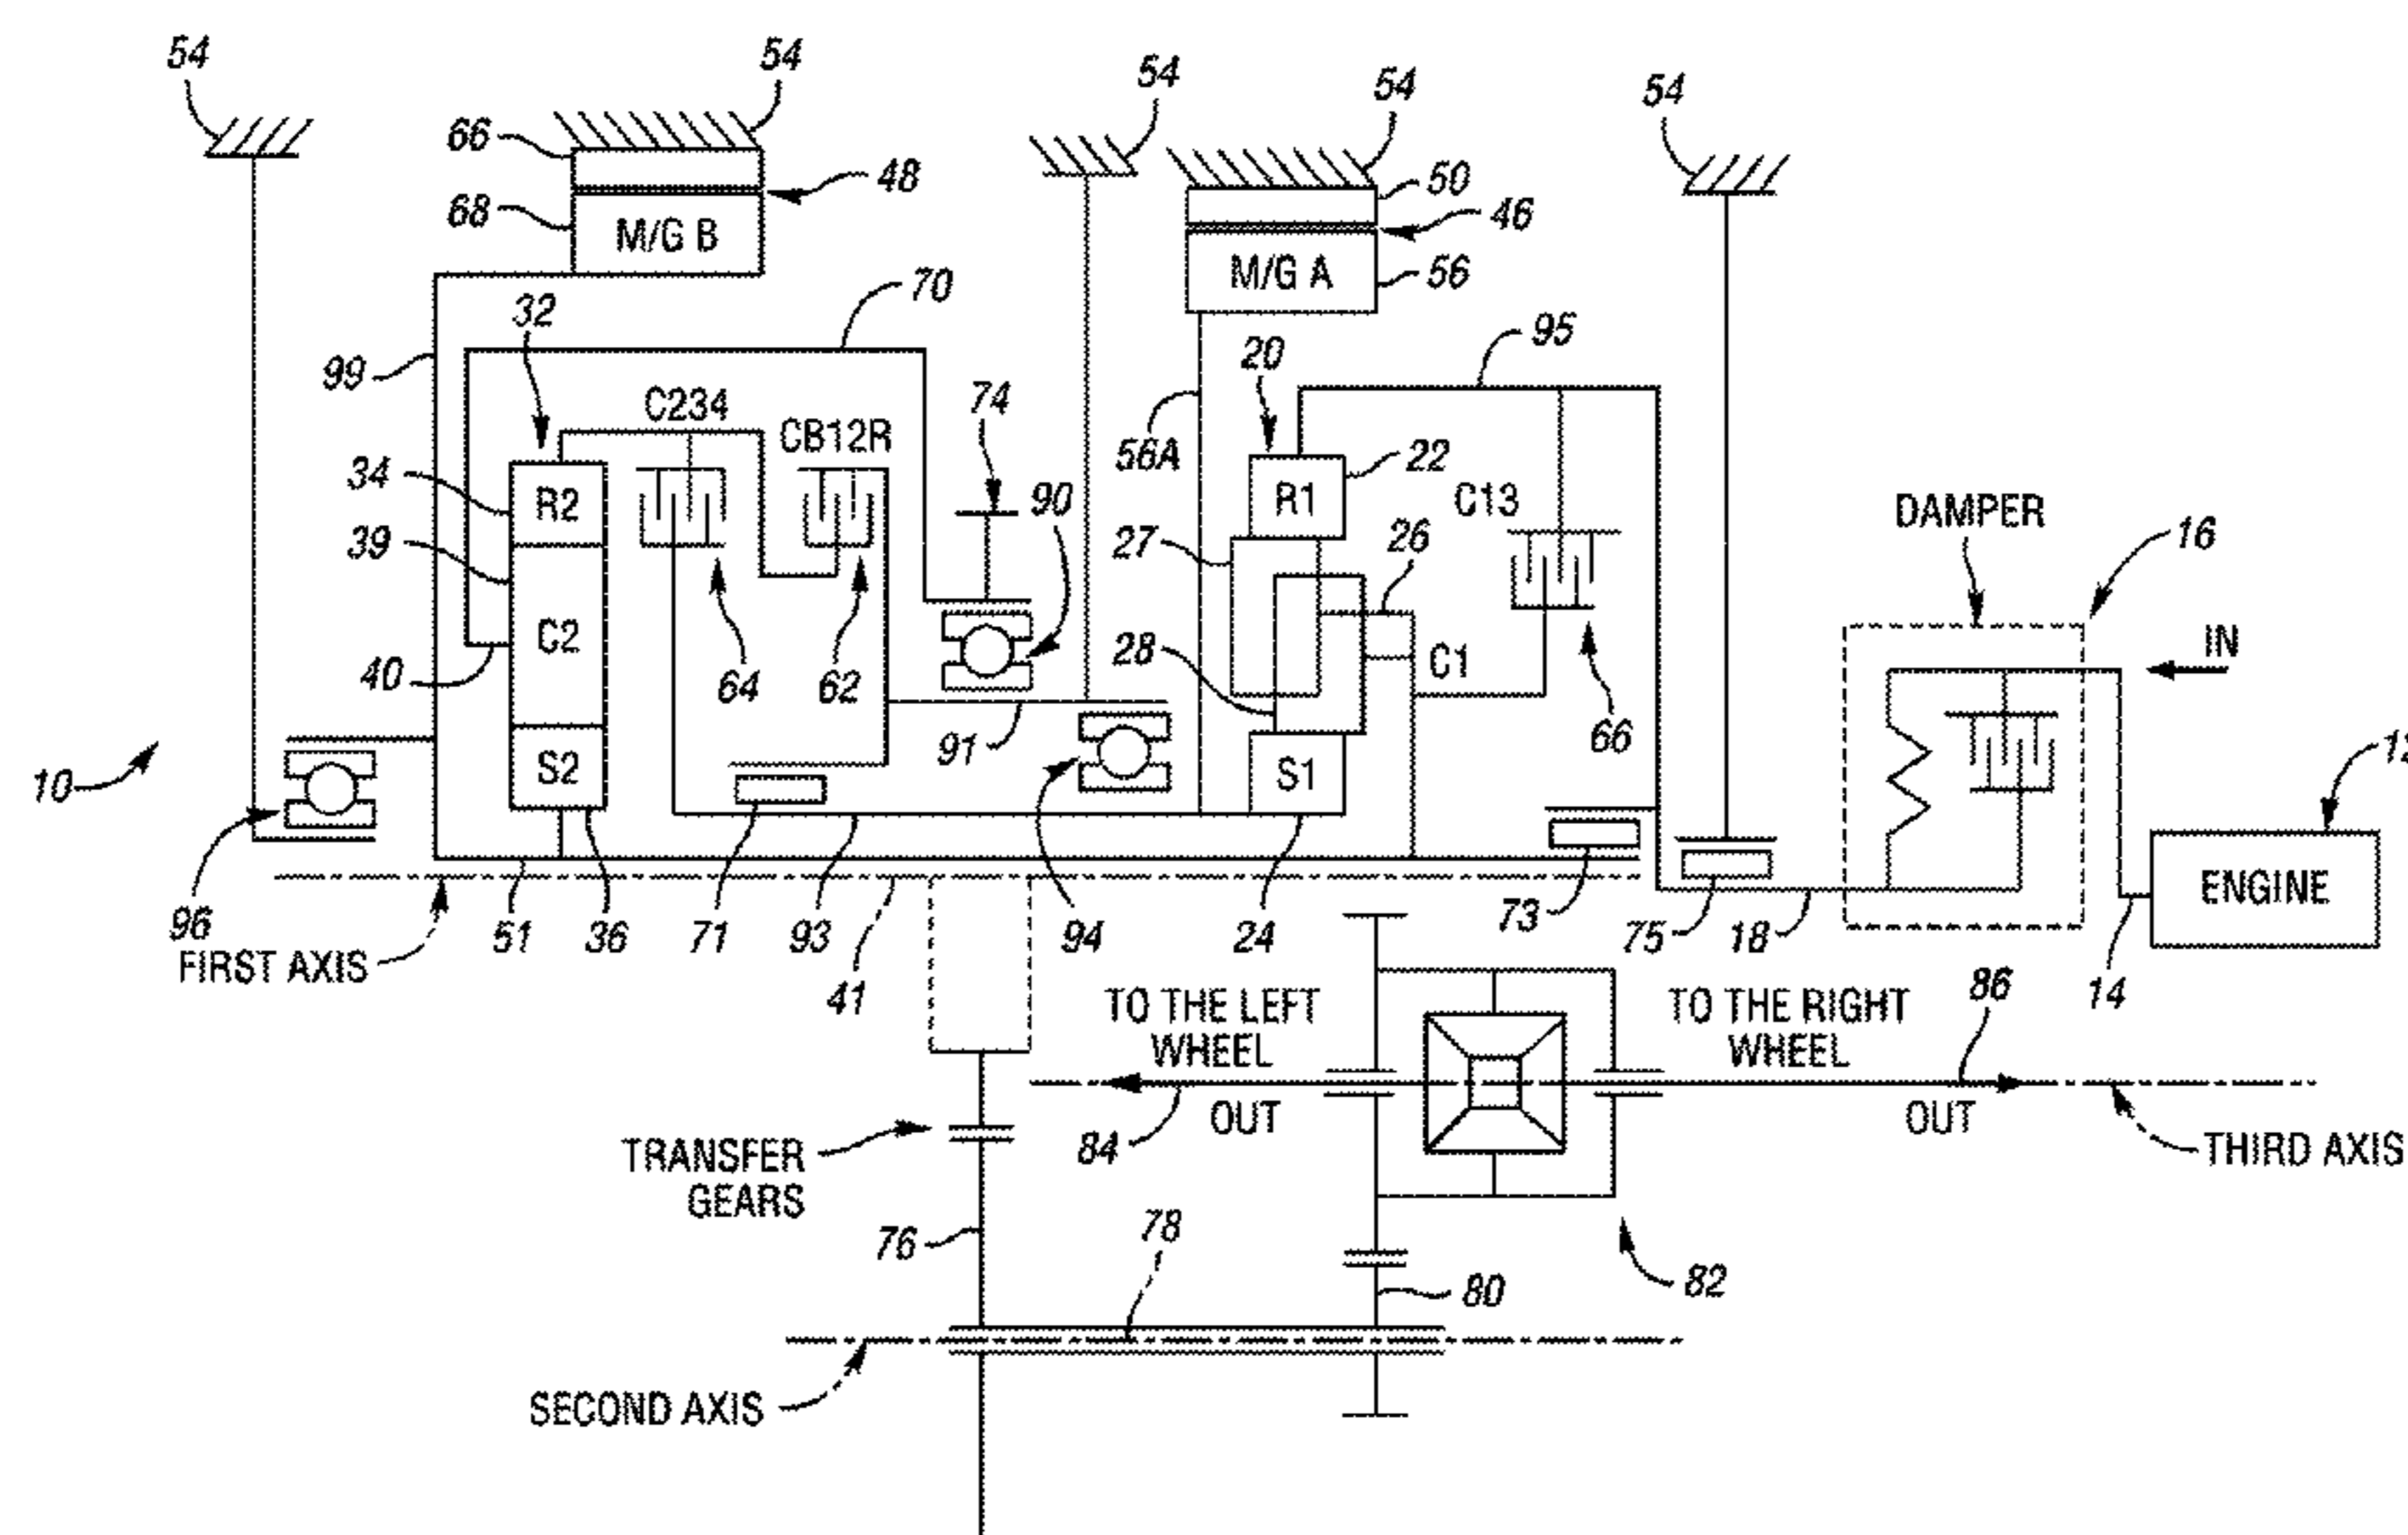 54
54
54
54
54
66
48
50
68
M/G B
46
M/G A
56
70
32
95
20
99
74
C234
CB12R
56A
22
34
R2
90
R1
C13
DAMPER
39
27
26
16
C2
IN
28
C1
40
64
62
66
91
10
S2
S1
12
ENGINE
96
51
36
71
93
94
24
73
75
18
FIRST AXIS
41
TO THE LEFT
WHEEL
TO THE RIGHT
WHEEL
86
14
OUT
OUT
84
TRANSFER
GEARS
THIRD AXIS
76
78
80
82
SECOND AXIS